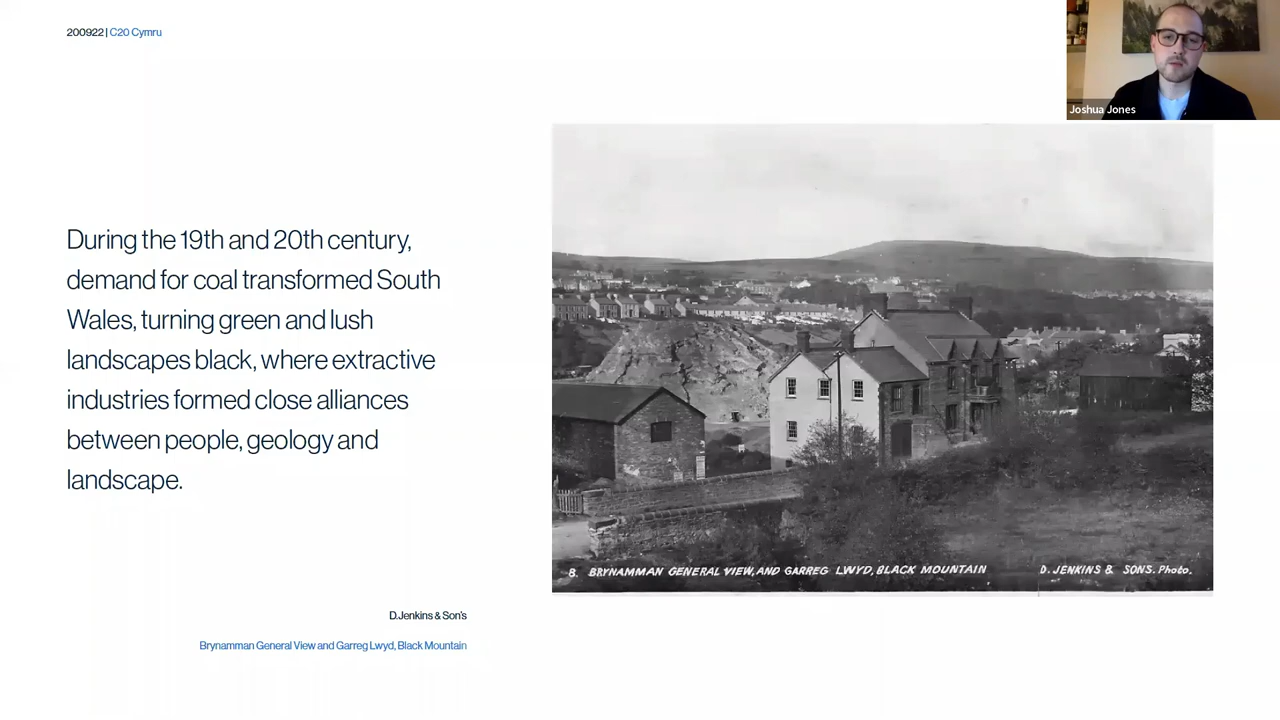 200922 | C20 Cymru
Joshua Jones
During the 19th and 20th century,
demand for coal transformed South
Wales, turning green and lush
landscapes black, where extractive
industries formed close alliances
between people, geology and
landscape.
8. BRYNAMMAN GENERAL VIEW, AND GARREG LWYD, BLACK MOUNTAIN
D. JENKINS & SONS. Photo.
D.Jenkins & Son's
Brynamman General View and Garreg Lwyd, Black Mountain